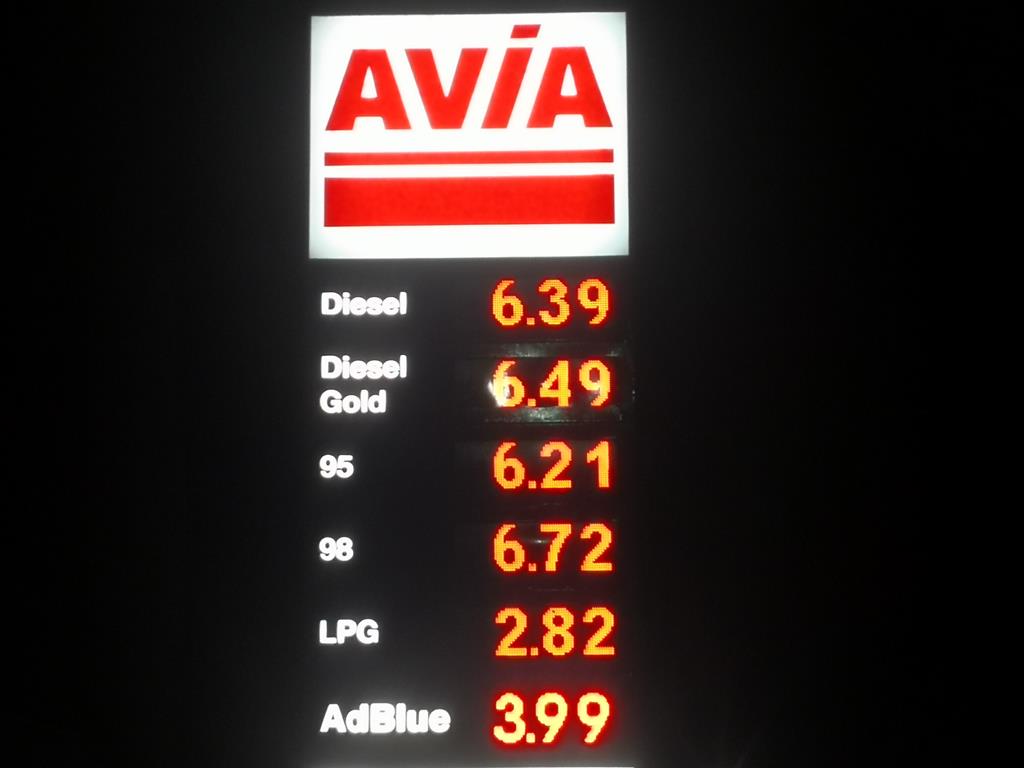 AVIA
Diesel 6.39
Diesel
Gold 6.49
95 6.21
98 6.72
LPG 2.82
AdBlue 3.99